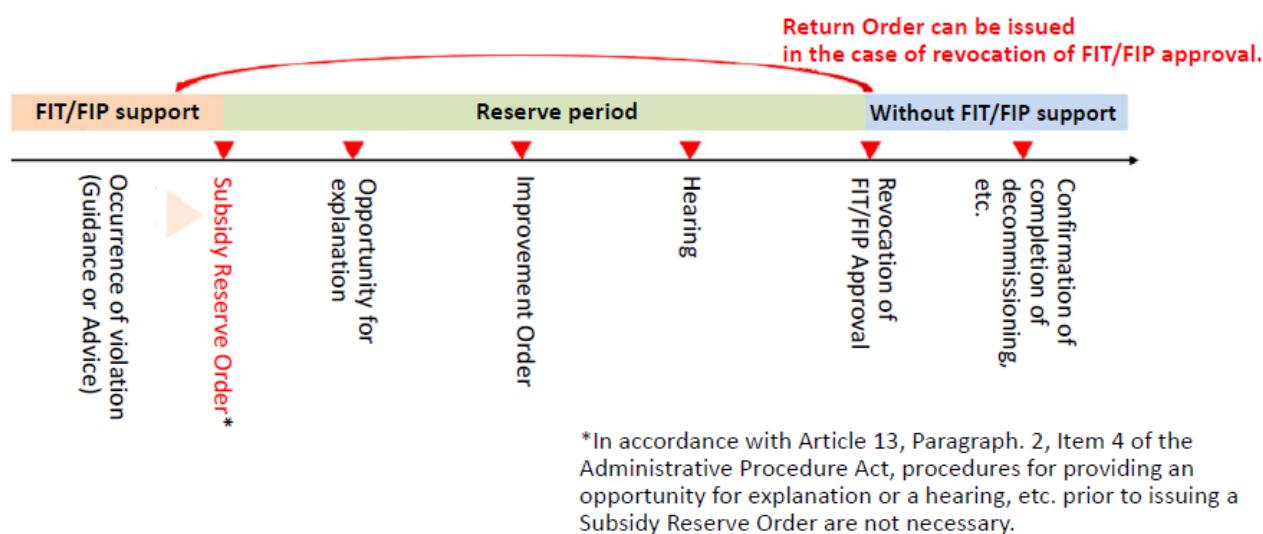 Return Order can be issued
in the case of revocation of FIT/FIP approval.
FIT/FIP support
Reserve period
Without FIT/FIP support
Occurrence of violation
(Guidance or Advice)
Subsidy Reserve Order*
Opportunity for
explanation
Improvement Order
Hearing
Revocation of
FIT/FIP Approval
Confirmation of
completion of
decommissioning,
etc.
*In accordance with Article 13, Paragraph. 2, Item 4 of the
Administrative Procedure Act, procedures for providing an
opportunity for explanation or a hearing, etc. prior to issuing a
Subsidy Reserve Order are not necessary.